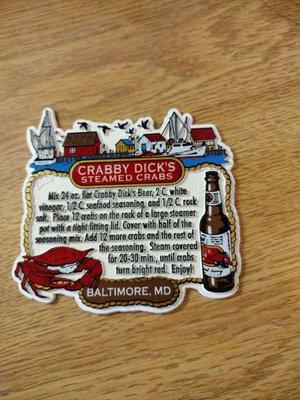 CRABBY DICK'S
STEAMED CRABS
Mix 24 oz. flat Crabby Dick's Beer, 2 C. white
vinegar, 1/2 C. seafood seasoning, and 1/2 C. rock
salt. Place 12 crabs on the rack of a large steamer
pot with a tight fitting lid. Cover with half of the
seasoning mix. Add 12 more crabs and the rest of
the seasoning. Steam covered
for 20-30 min., until crabs
turn bright red. Enjoy!
BALTIMORE, MD